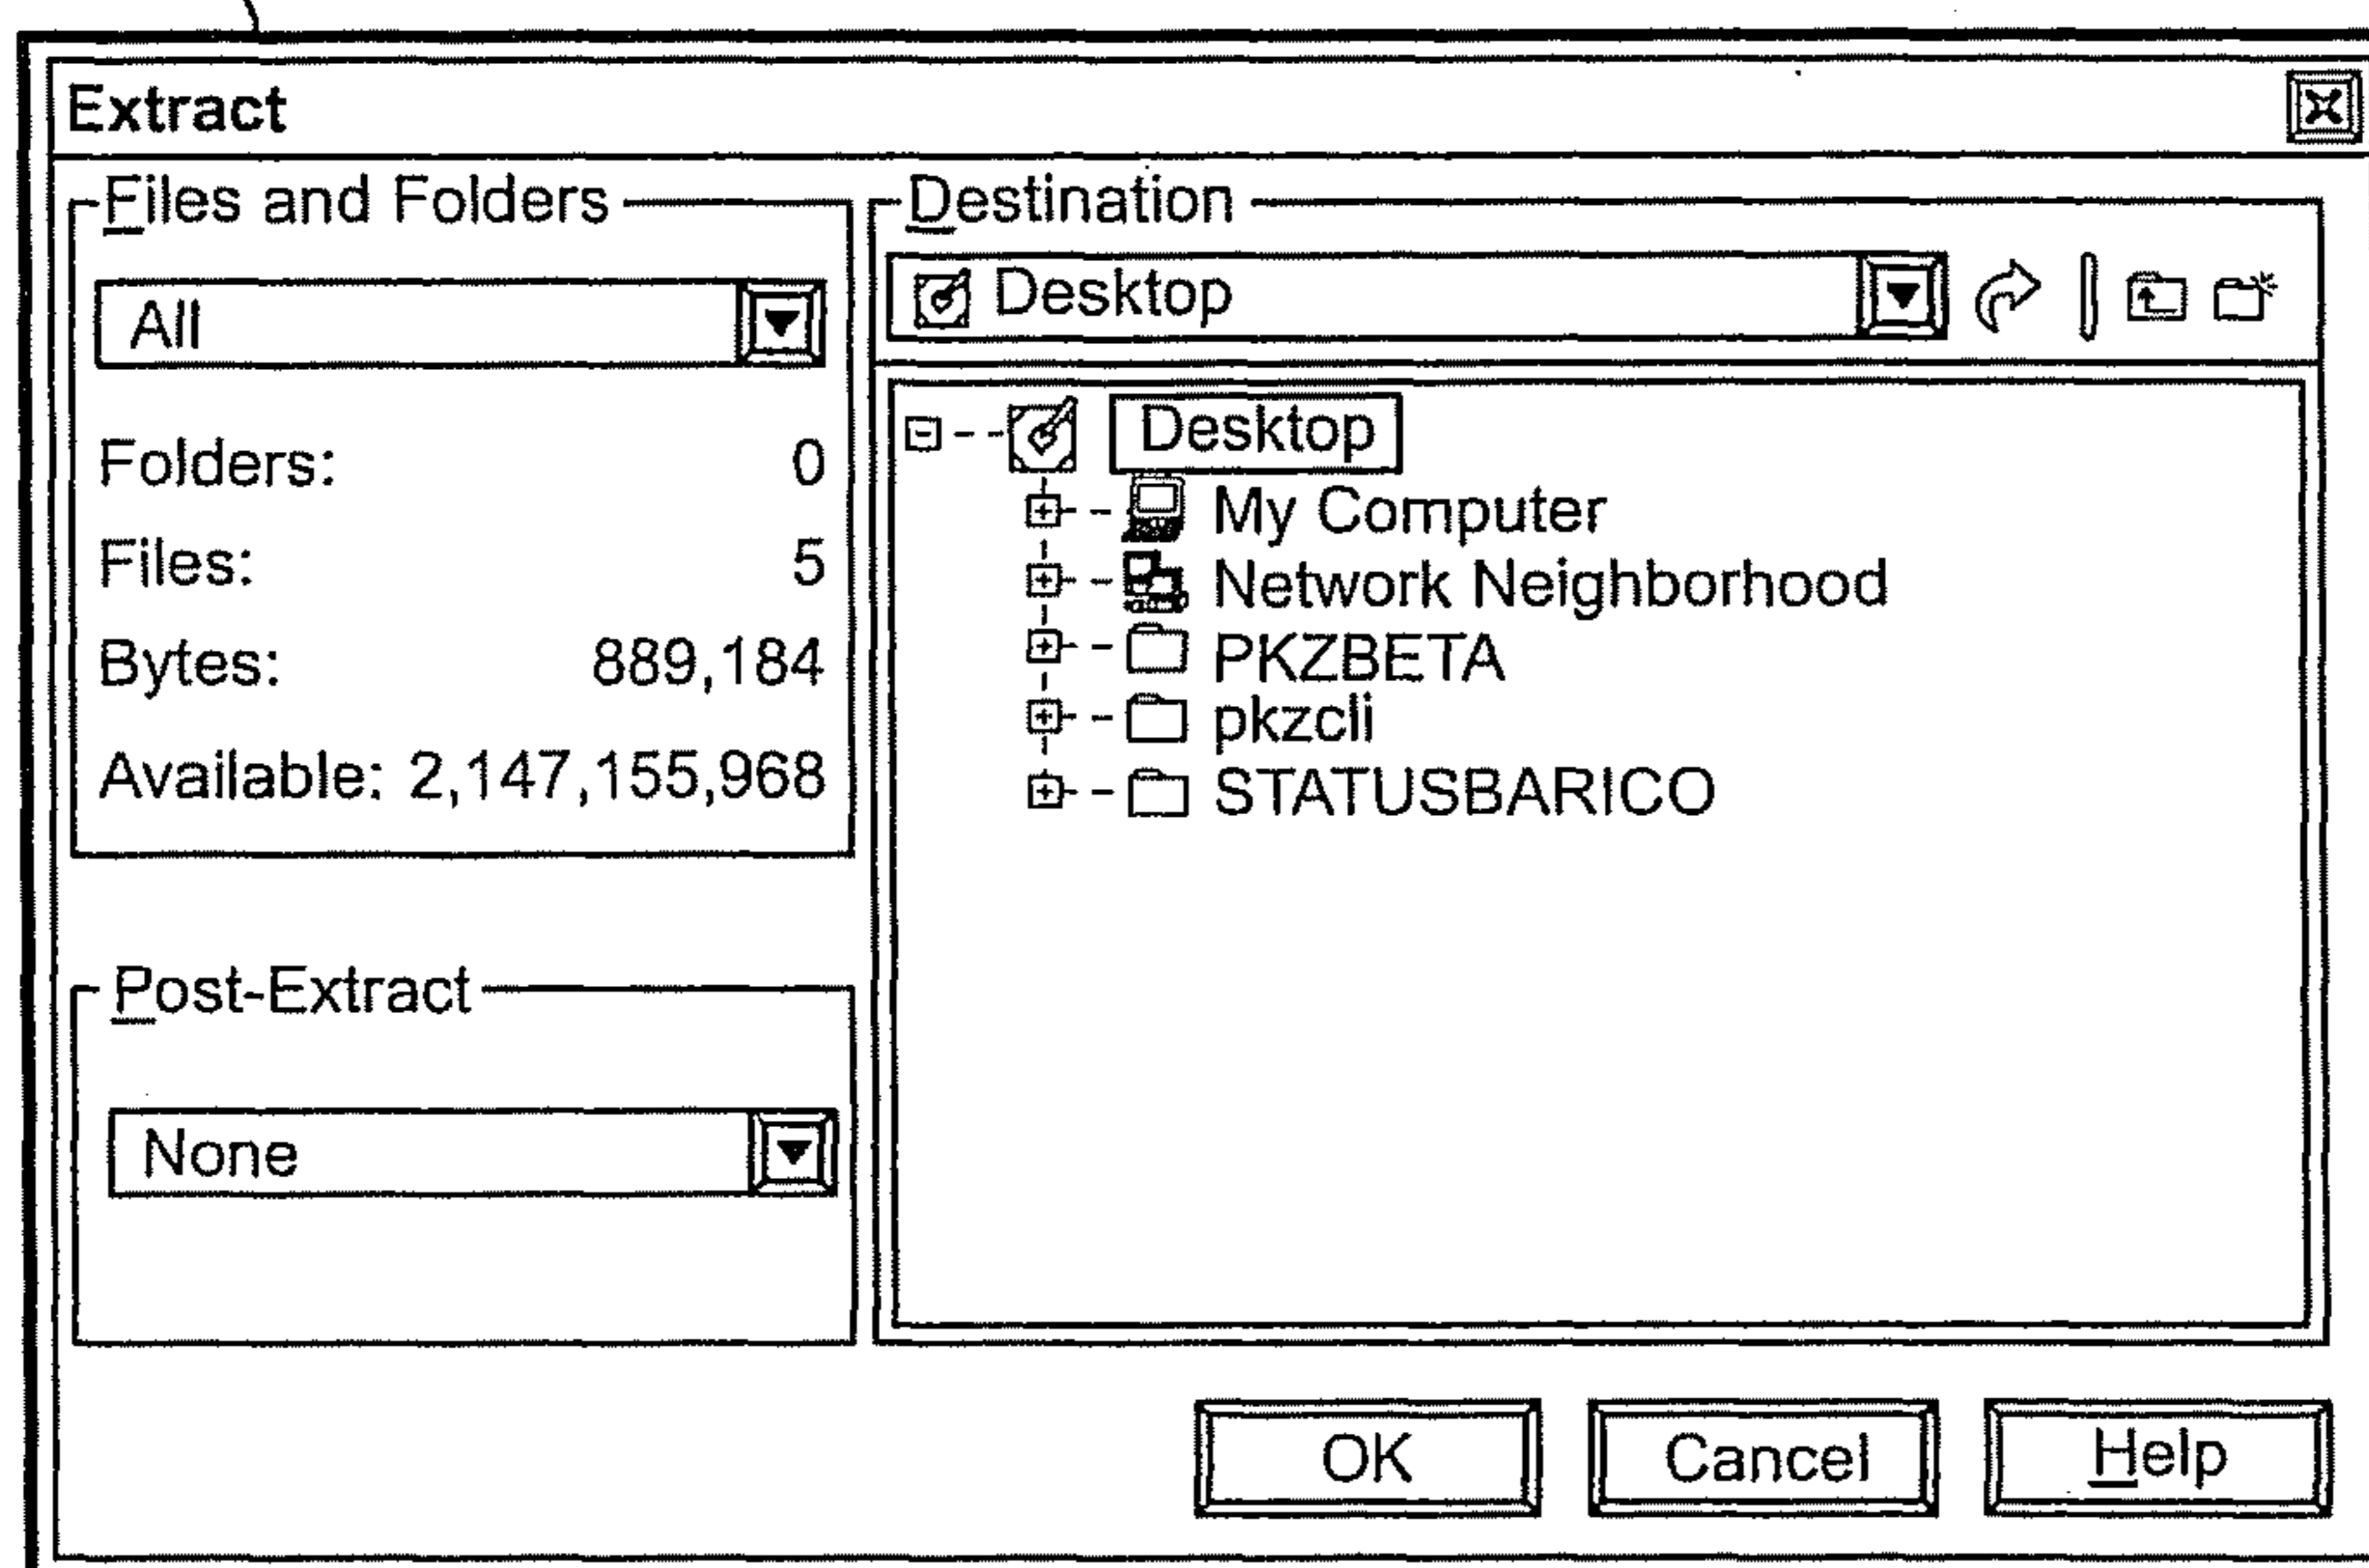 Extract
Files and Folders
All
Folders: 0
Files: 5
Bytes: 889,184
Available: 2,147,155,968
Post-Extract
None
Destination
Desktop
Desktop
My Computer
Network Neighborhood
PKZBETA
pkzcli
STATUSBARICO
OK Cancel Help